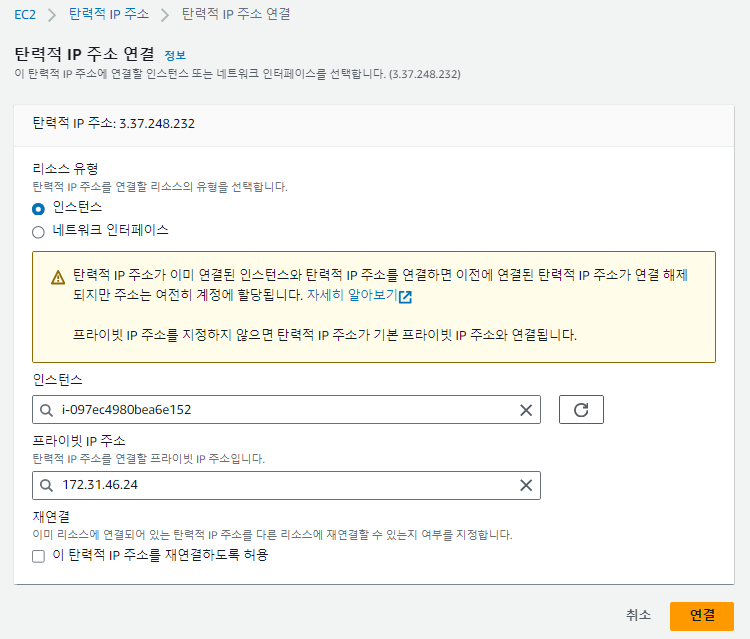 EC2 > 탄력적 IP 주소 > 탄력적 IP 주소 연결
탄력적 IP 주소 연결 정보
이 탄력적 IP 주소에 연결할 인스턴스 또는 네트워크 인터페이스를 선택합니다. (3.37.248.232)
탄력적 IP 주소: 3.37.248.232
리소스 유형
탄력적 IP 주소를 연결할 리소스의 유형을 선택합니다.
인스턴스
네트워크 인터페이스
탄력적 IP 주소가 이미 연결된 인스턴스와 탄력적 IP 주소를 연결하면 이전에 연결된 탄력적 IP 주소가 연결 해제
되지만 주소는 여전히 계정에 할당됩니다. 자세히 알아보기
프라이빗 IP 주소를 지정하지 않으면 탄력적 IP 주소가 기본 프라이빗 IP 주소와 연결됩니다.
인스턴스
i-097ec4980bea6e152
프라이빗 IP 주소
탄력적 IP 주소를 연결할 프라이빗 IP 주소입니다.
172.31.46.24
재연결
이미 리소스에 연결되어 있는 탄력적 IP 주소를 다른 리소스에 재연결할 수 있는지 여부를 지정합니다.
이 탄력적 IP 주소를 재연결하도록 허용
취소 연결